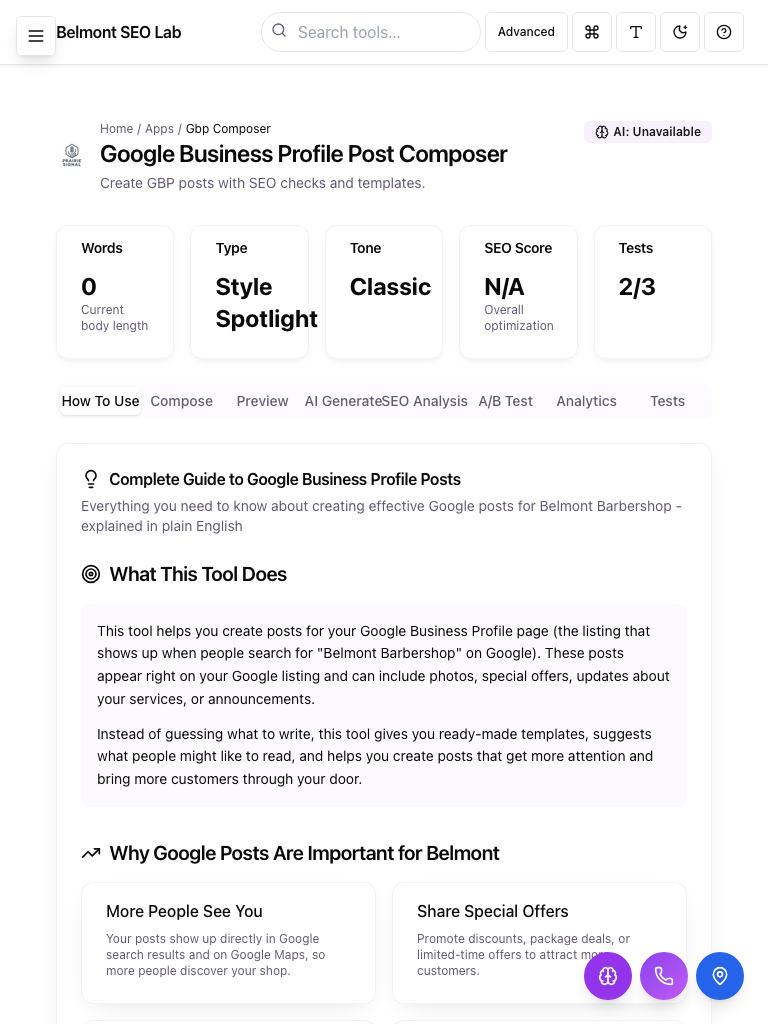 Belmont SEO Lab
Search tools...
Advanced
Home / Apps / Gbp Composer
AI: Unavailable
PRAIRIE
SIGNAL
Google Business Profile Post Composer
Create GBP posts with SEO checks and templates.
Words
0
Current
body length
Type
Style
Spotlight
Tone
Classic
SEO Score
N/A
Overall
optimization
Tests
2/3
How To Use
Compose
Preview
AI Generate
SEO Analysis
A/B Test
Analytics
Tests
Complete Guide to Google Business Profile Posts
Everything you need to know about creating effective Google posts for Belmont Barbershop -
explained in plain English
What This Tool Does
This tool helps you create posts for your Google Business Profile page (the listing that
shows up when people search for "Belmont Barbershop" on Google). These posts
appear right on your Google listing and can include photos, special offers, updates about
your services, or announcements.
Instead of guessing what to write, this tool gives you ready-made templates, suggests
what people might like to read, and helps you create posts that get more attention and
bring more customers through your door.
Why Google Posts Are Important for Belmont
More People See You
Your posts show up directly in Google
search results and on Google Maps, so
more people discover your shop.
Share Special Offers
Promote discounts, package deals, or
limited-time offers to attract more
customers.